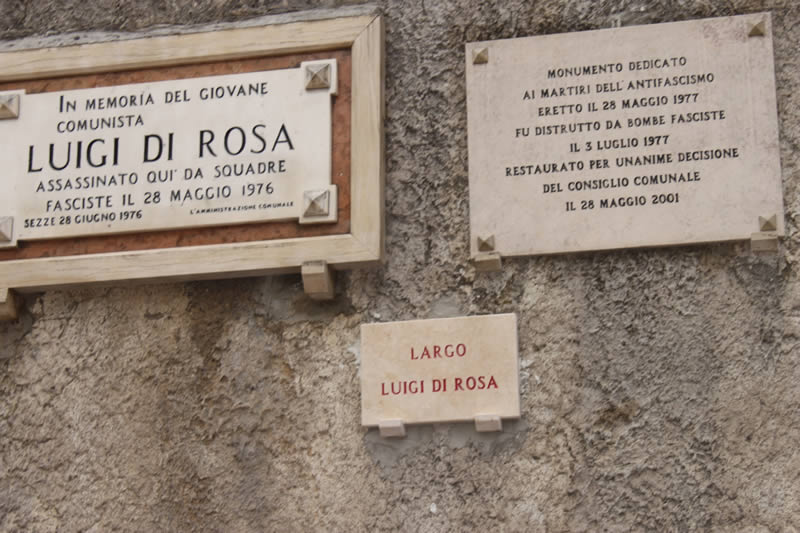 IN MEMORIA DEL GIOVANE
COMUNISTA
LUIGI DI ROSA
ASSASSINATO QUI' DA SQUADRE
FASCISTE IL 28 MAGGIO 1976
SEZZE 28 GIUGNO 1976 L'AMMINISTRAZIONE COMUNALE
MONUMENTO DEDICATO
AI MARTIRI DELL'ANTIFASCISMO
ERETTO IL 28 MAGGIO 1977
FU DISTRUTTO DA BOMBE FASCISTE
IL 3 LUGLIO 1977
RESTAURATO PER UNANIME DECISIONE
DEL CONSIGLIO COMUNALE
IL 28 MAGGIO 2001
LARGO
LUIGI DI ROSA